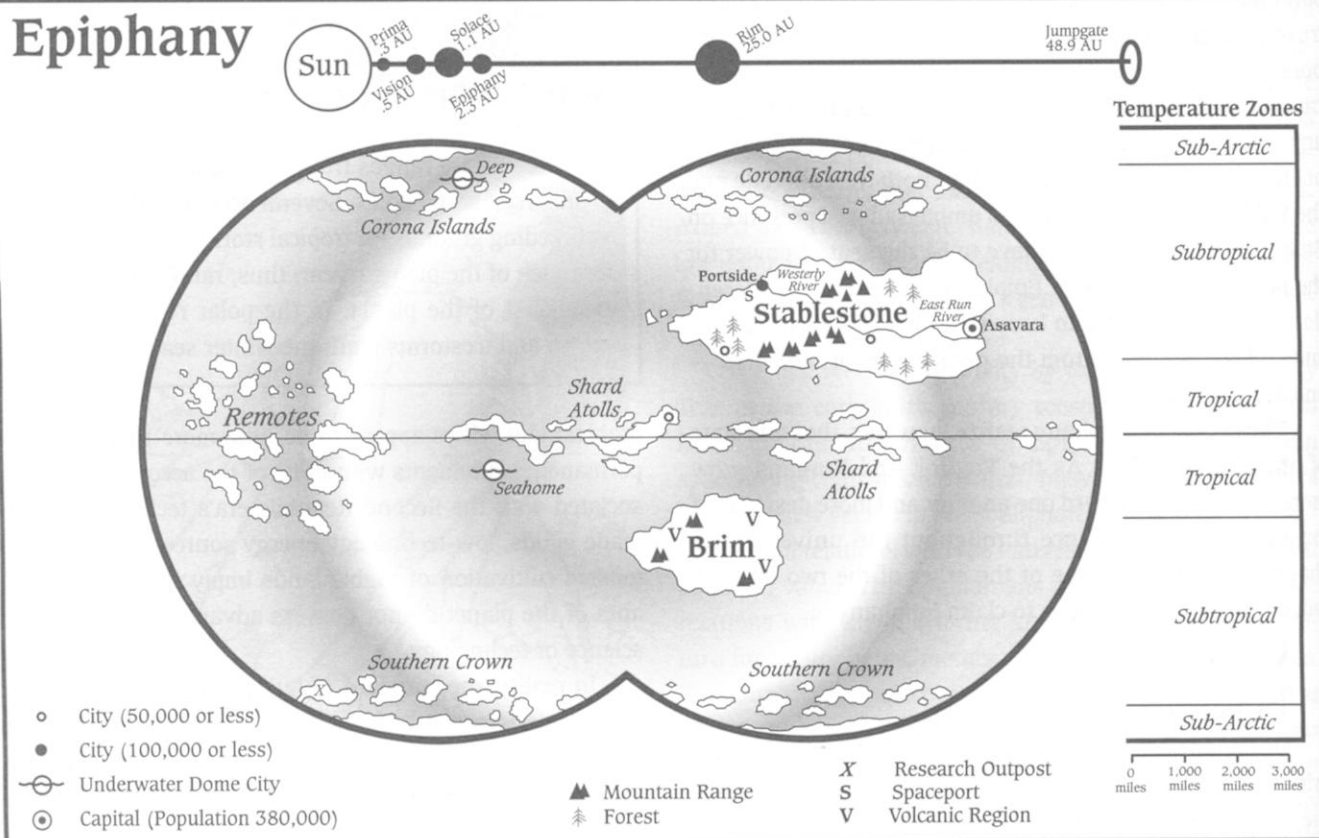 Epiphany
Sun
Prima
.3 AU
Vision
.5 AU
Solace
1.1 AU
Epiphany
2.3 AU
Rim
25.0 AU
Jumpgate
48.9 AU
Temperature Zones
Sub-Arctic
Subtropical
Tropical
Tropical
Subtropical
Sub-Arctic
Deep
Corona Islands
Corona Islands
Portside
S
Westerly
River
Stablestone
East Run
River
Asavara
Remotes
Shard
Atolls
Seahome
Shard
Atolls
V
V
Brim
V
Southern Crown
X
Southern Crown
City (50,000 or less)
City (100,000 or less)
Underwater Dome City
Capital (Population 380,000)
Mountain Range
Forest
X Research Outpost
S Spaceport
V Volcanic Region
0
miles
1,000
miles
2,000
miles
3,000
miles